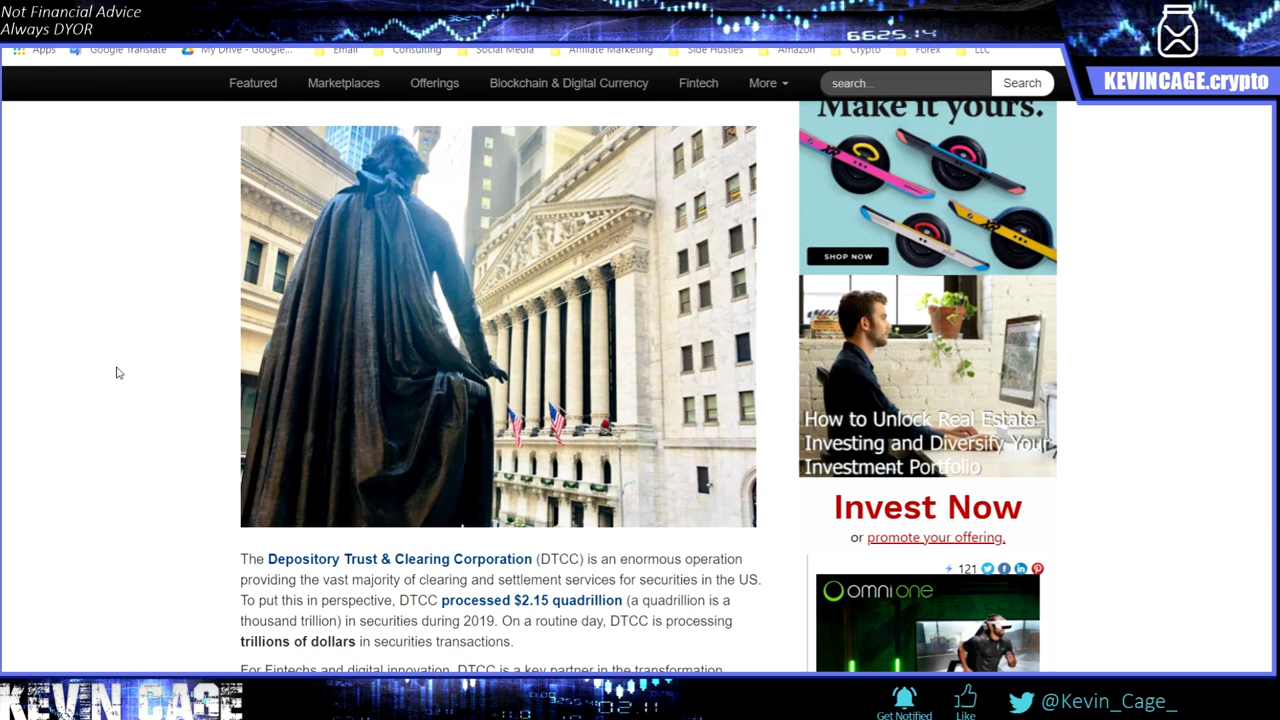 Not Financial Advice
Always DYOR
6625.14
KEVINCAGE.crypto
Apps Google Translate My Drive - Google... Email Consulting Social Media Affiliate Marketing Side Hustles Amazon Crypto Forex LLC
Featured Marketplaces Offerings Blockchain & Digital Currency Fintech More search... Search
Make it yours.
SHOP NOW
How to Unlock Real Estate
Investing and Diversify Your
Investment Portfolio
Invest Now
or promote your offering.
121
omni one
The Depository Trust & Clearing Corporation (DTCC) is an enormous operation
providing the vast majority of clearing and settlement services for securities in the US.
To put this in perspective, DTCC processed $2.15 quadrillion (a quadrillion is a
thousand trillion) in securities during 2019. On a routine day, DTCC is processing
trillions of dollars in securities transactions.
For Fintechs and digital innovation, DTCC is a key partner in the transformation
KEVIN CAGE
Get Notified
Like
@Kevin_Cage_